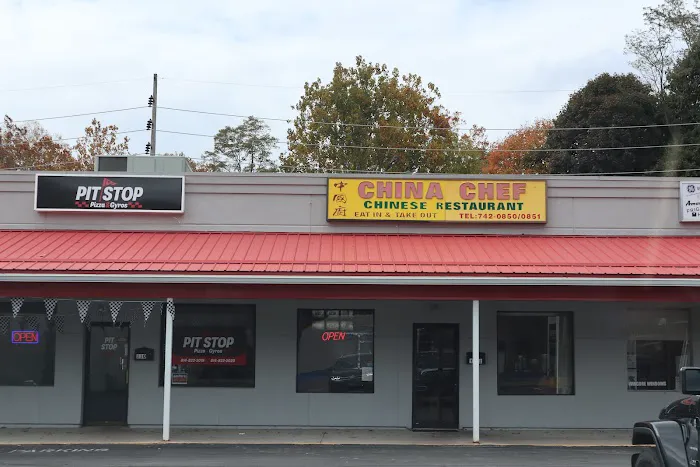 PIT STOP
Pizza & Gyros
中國廚
CHINA CHEF
CHINESE RESTAURANT
EAT IN & TAKE OUT TEL:742-0850/0851
OPEN
PIT
STOP
PIT STOP
Pizza & Gyros
OPEN
PARKING